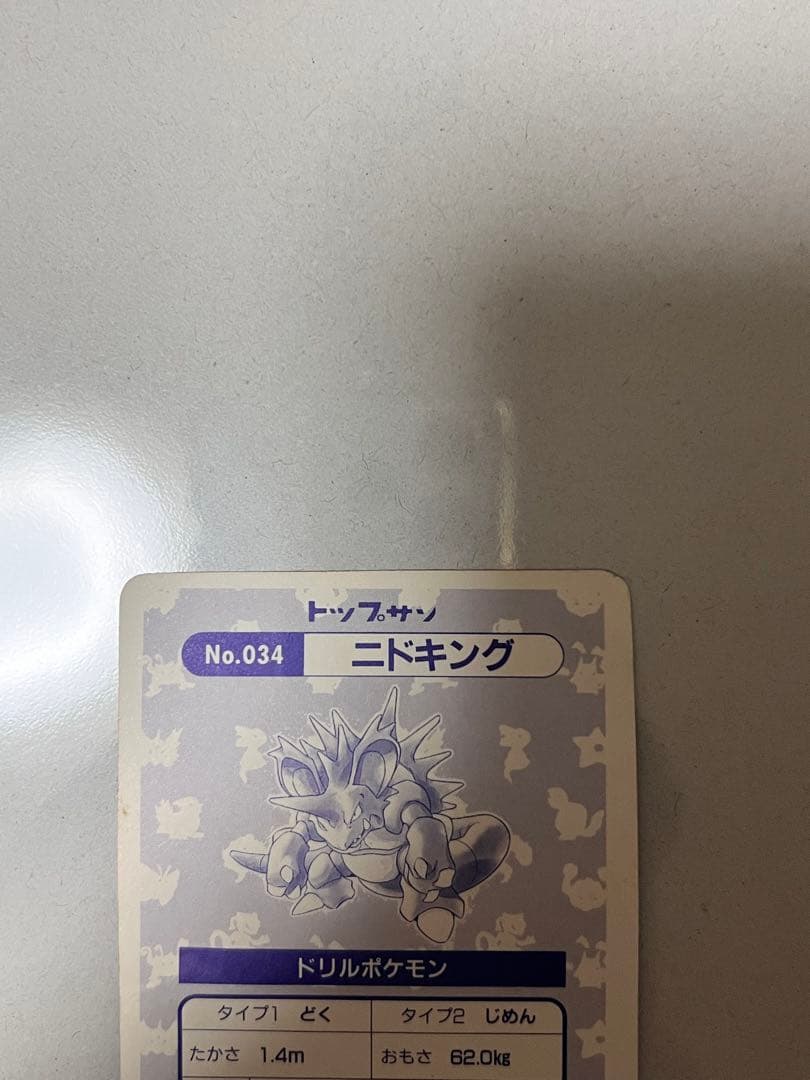 トップサン
No.034 ニドキング
ドリルポケモン
タイプ1 どく タイプ2 じめん
たかさ 1.4m おもさ 62.0kg